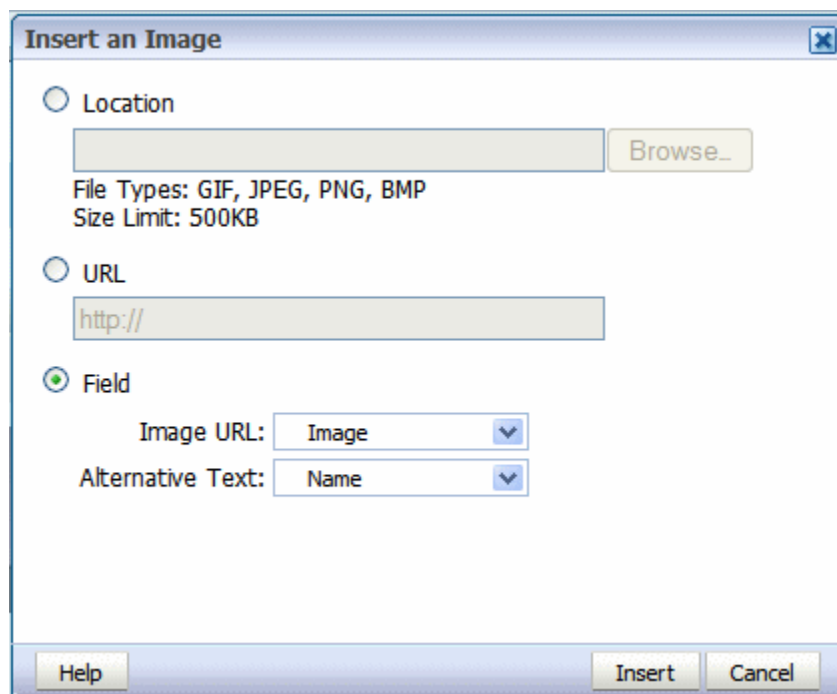 Insert an Image
Location
Browse...
File Types: GIF, JPEG, PNG, BMP
Size Limit: 500KB
URL
http://
Field
Image URL: Image
Alternative Text: Name
Help Insert Cancel